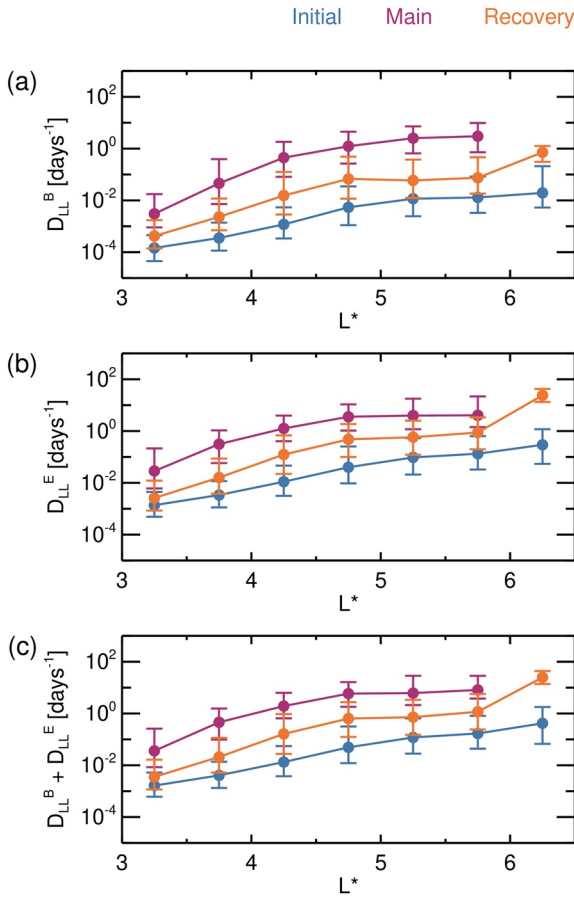 Initial Main Recovery
(a)
D_LL^B [days^-1]
10^2
10^0
10^-2
10^-4
3 4 5 6
L*
(b)
D_LL^E [days^-1]
10^2
10^0
10^-2
10^-4
3 4 5 6
L*
(c)
D_LL^B + D_LL^E [days^-1]
10^2
10^0
10^-2
10^-4
3 4 5 6
L*